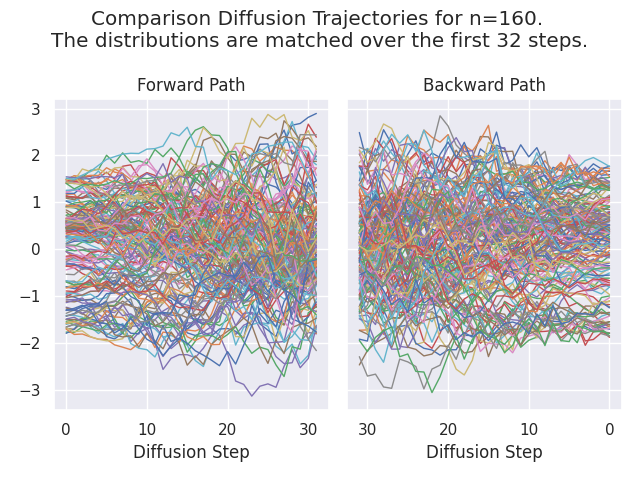 Comparison Diffusion Trajectories for n=160.
The distributions are matched over the first 32 steps.
Forward Path
Backward Path
3
2
1
0
−1
−2
−3
0 10 20 30
30 20 10 0
Diffusion Step
Diffusion Step